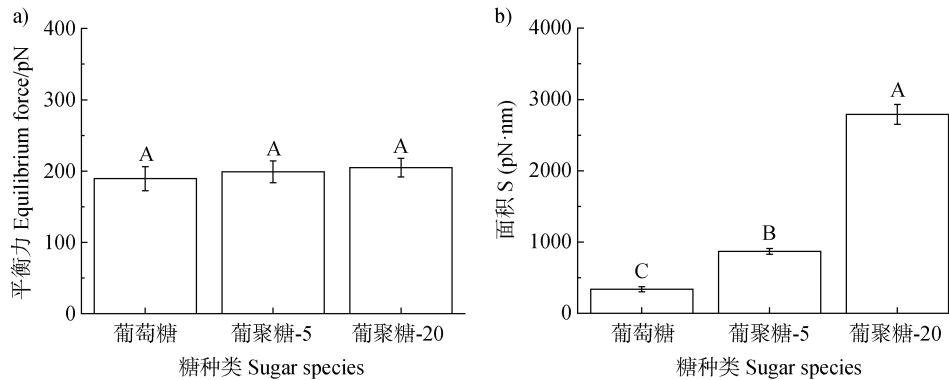 a)
平衡力 Equilibrium force/pN
400
300
200
100
0
A
A
A
葡萄糖
葡聚糖-5
葡聚糖-20
糖种类 Sugar species
b)
面积 S (pN·nm)
4000
3000
2000
1000
0
C
B
A
葡萄糖
葡聚糖-5
葡聚糖-20
糖种类 Sugar species